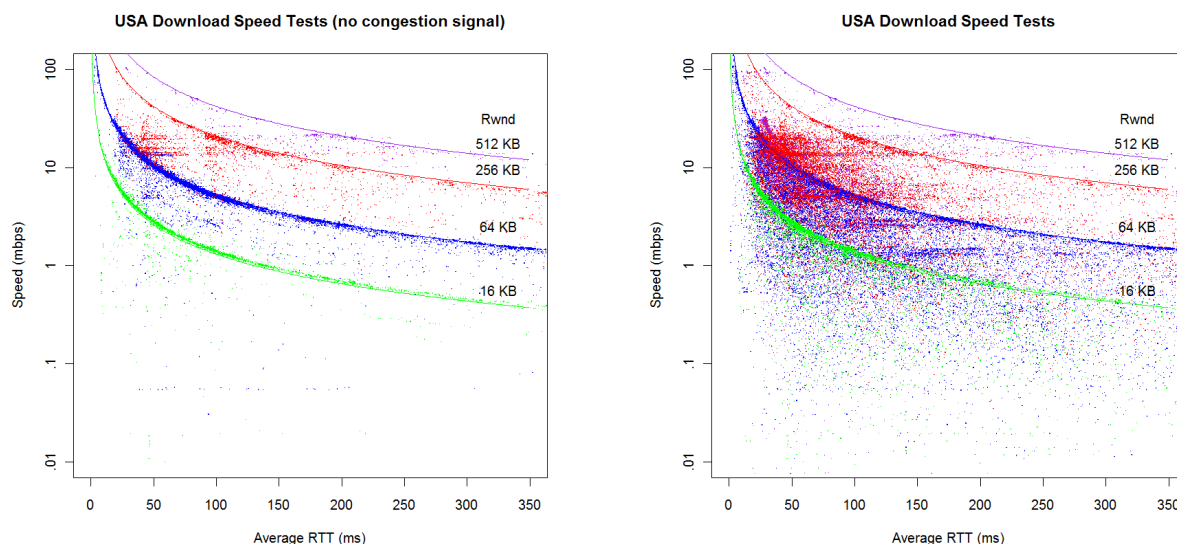 USA Download Speed Tests (no congestion signal)
100
10
1
.1
.01
Speed (mbps)
Rwnd
512 KB
256 KB
64 KB
16 KB
0 50 100 150 200 250 300 350
Average RTT (ms)
USA Download Speed Tests
100
10
1
.1
.01
Speed (mbps)
Rwnd
512 KB
256 KB
64 KB
16 KB
0 50 100 150 200 250 300 350
Average RTT (ms)